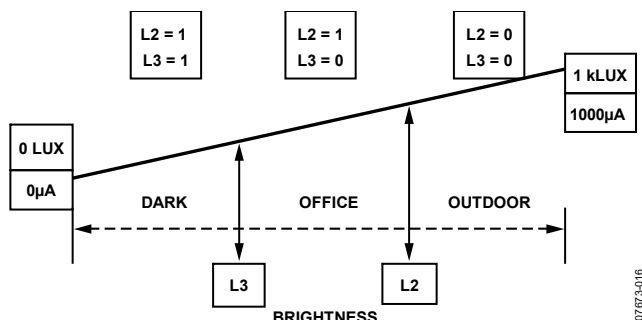 L2 = 1
L3 = 1
L2 = 1
L3 = 0
L2 = 0
L3 = 0
1 kLUX
1000µA
0 LUX
0µA
DARK
OFFICE
OUTDOOR
L3
L2
BRIGHTNESS
07673-016